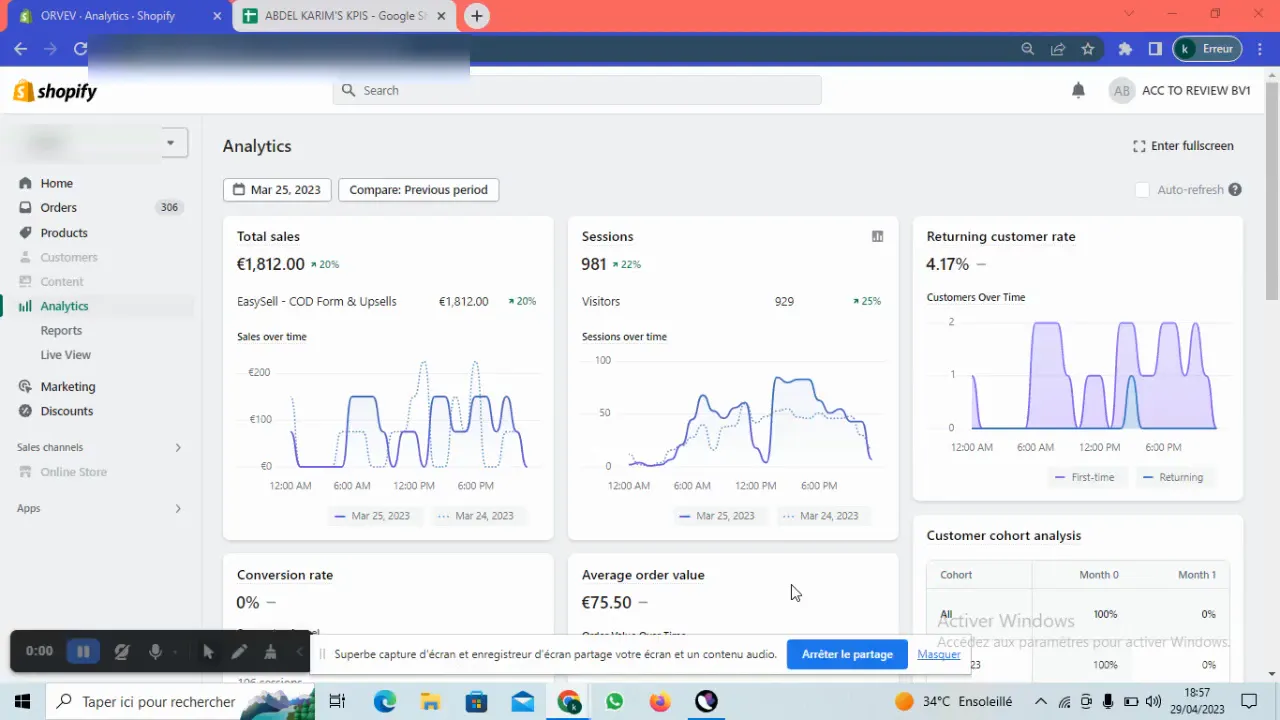 ORVEV · Analytics · Shopify
ABDEL KARIM'S KPIS - Google S
k Erreur
shopify
Search
AB ACC TO REVIEW BV1
Home
Orders 306
Products
Customers
Content
Analytics
Reports
Live View
Marketing
Discounts
Sales channels
Online Store
Apps
Analytics
Enter fullscreen
Mar 25, 2023
Compare: Previous period
Auto-refresh
Total sales
€1,812.00 20%
EasySell - COD Form & Upsells €1,812.00 20%
Sales over time
€200
€100
€0
12:00 AM 6:00 AM 12:00 PM 6:00 PM
Mar 25, 2023 Mar 24, 2023
Sessions
981 22%
Visitors 929 25%
Sessions over time
100
50
0
12:00 AM 6:00 AM 12:00 PM 6:00 PM
Mar 25, 2023 Mar 24, 2023
Returning customer rate
4.17% –
Customers Over Time
2
1
0
12:00 AM 6:00 AM 12:00 PM 6:00 PM
First-time Returning
Conversion rate
0% –
Average order value
€75.50 –
Order Value Over Time
Customer cohort analysis
Cohort Month 0 Month 1
All 100% 0%
100% 0%
Activer Windows
Accédez aux paramètres pour activer Windows.
0:00
Superbe capture d'écran et enregistreur d'écran partage votre écran et un contenu audio.
Arrêter le partage
Masquer
106 sessions
Taper ici pour rechercher
34°C Ensoleillé
18:57
29/04/2023